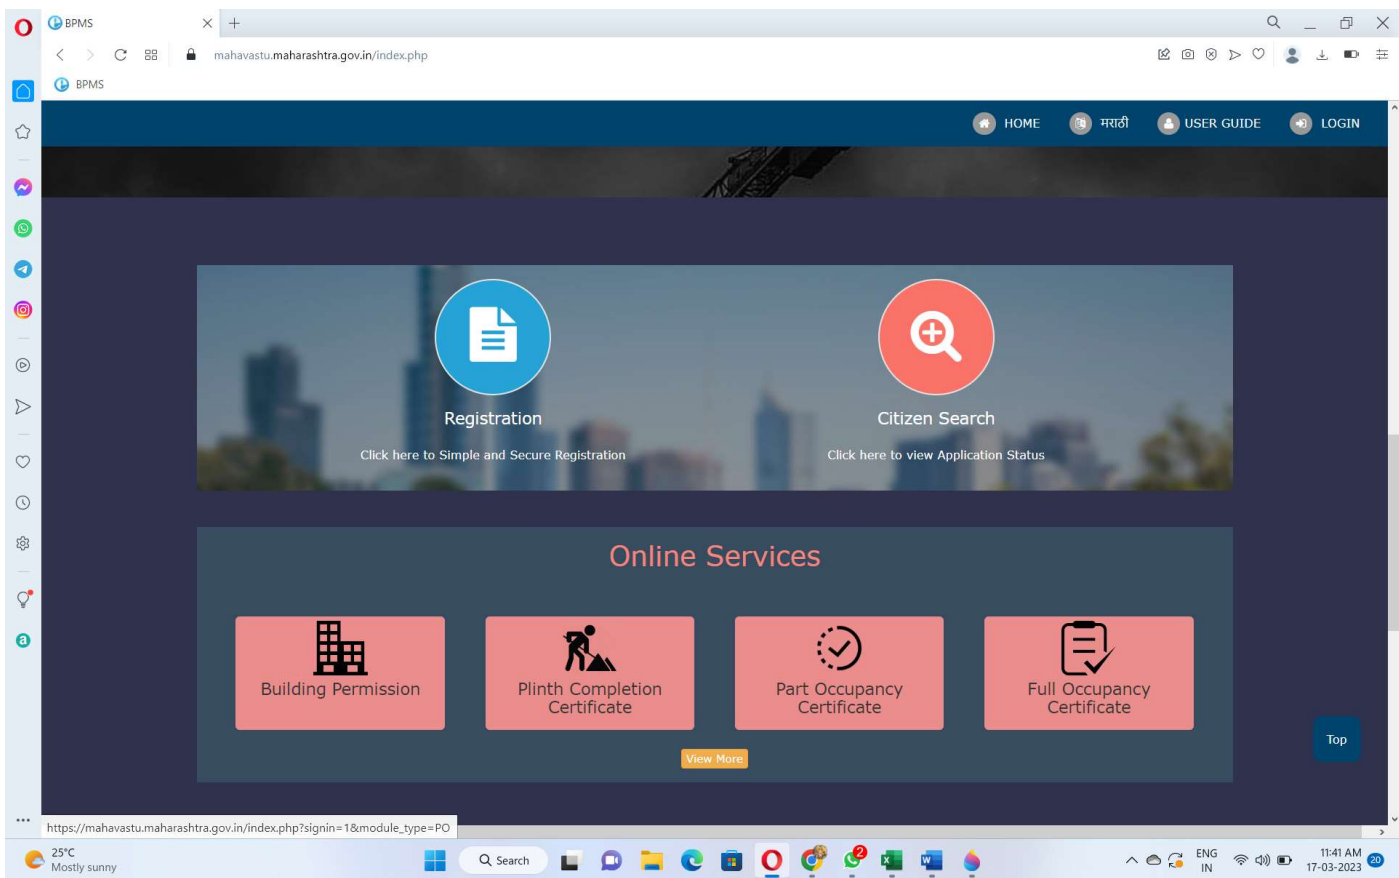 BPMS
mahavastu.maharashtra.gov.in/index.php
BPMS
HOME मराठी USER GUIDE LOGIN
Registration
Click here to Simple and Secure Registration
Citizen Search
Click here to view Application Status
Online Services
Building Permission
Plinth Completion
Certificate
Part Occupancy
Certificate
Full Occupancy
Certificate
View More
Top
https://mahavastu.maharashtra.gov.in/index.php?signin=1&module_type=PO
25°C
Mostly sunny
Search
2
ENG
IN
11:41 AM
17-03-2023
20